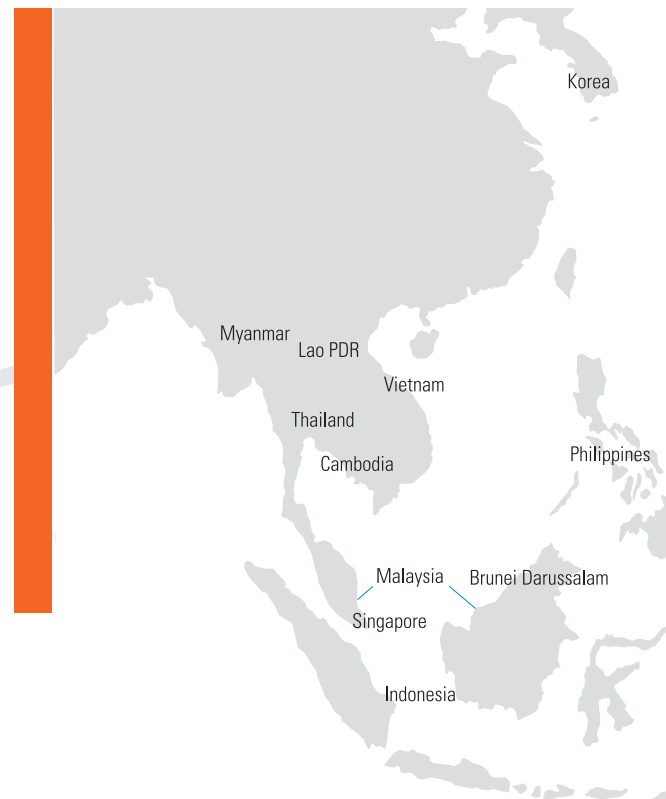 Korea
Myanmar
Lao PDR
Vietnam
Thailand
Cambodia
Philippines
Malaysia
Brunei Darussalam
Singapore
Indonesia